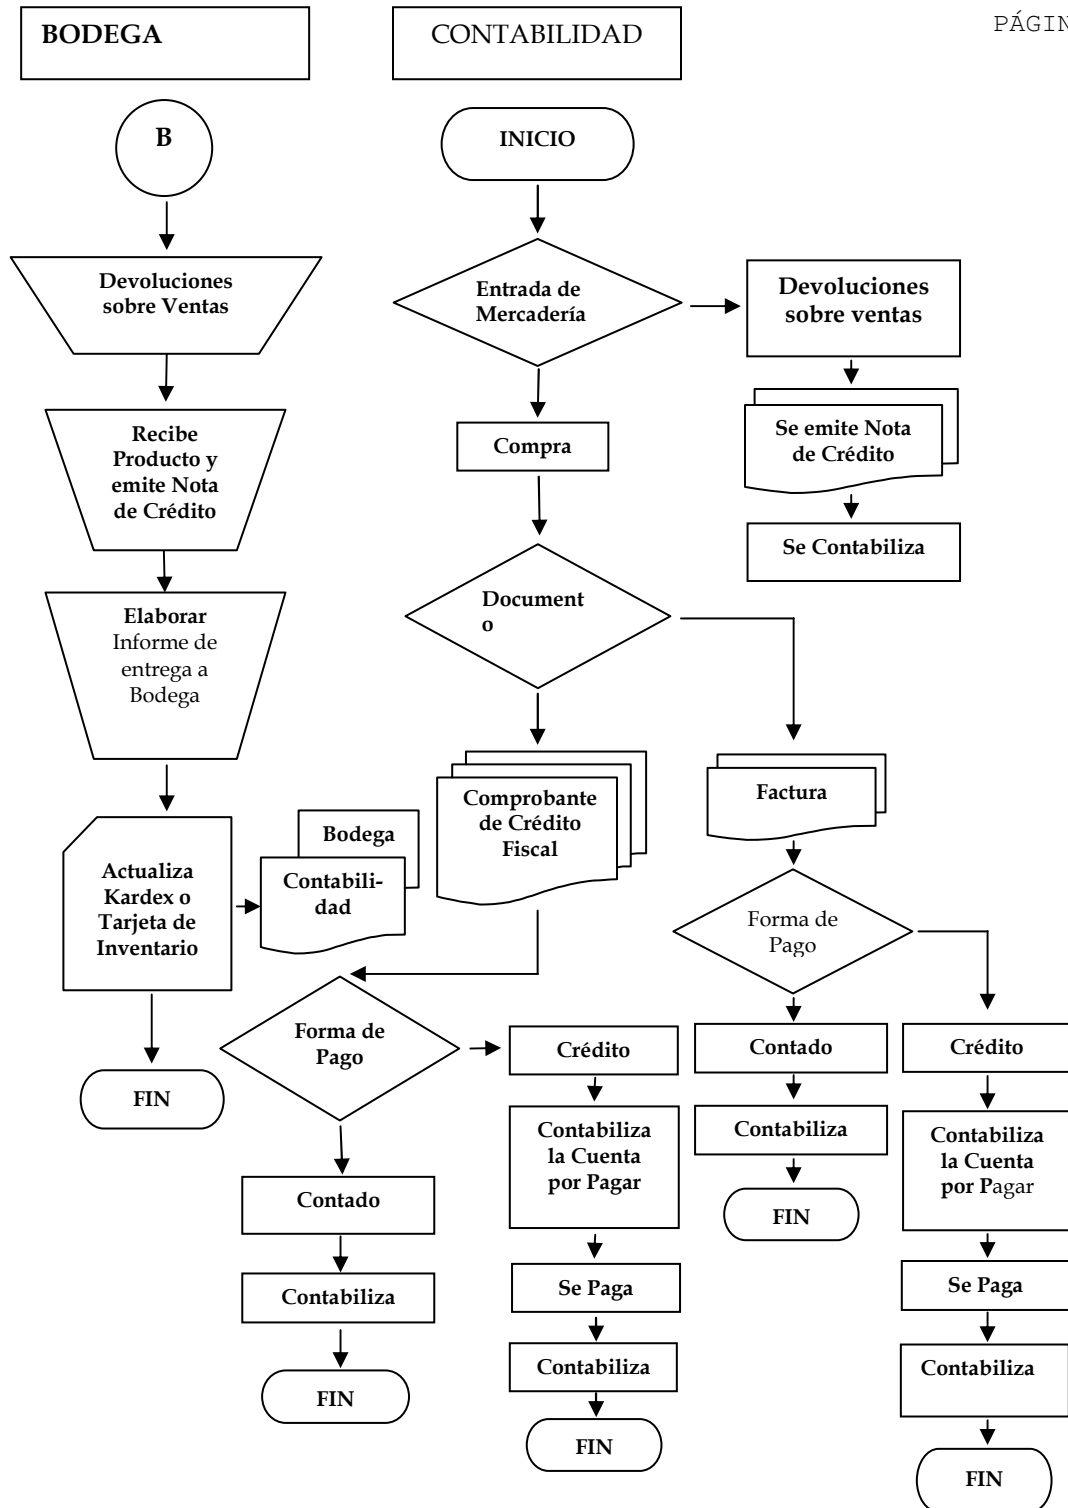 BODEGA
CONTABILIDAD
PÁGIN
B
Devoluciones
sobre Ventas
Recibe
Producto y
emite Nota
de Crédito
Elaborar
Informe de
entrega a
Bodega
Actualiza
Kardex o
Tarjeta de
Inventario
Bodega
Contabili-
dad
FIN
INICIO
Entrada de
Mercadería
Devoluciones
sobre ventas
Se emite Nota
de Crédito
Se Contabiliza
Compra
Document
o
Comprobante
de Crédito
Fiscal
Factura
Forma de
Pago
Contado
Contabiliza
FIN
Crédito
Contabiliza
la Cuenta
por Pagar
Se Paga
Contabiliza
FIN
Forma de
Pago
Contado
Contabiliza
FIN
Crédito
Contabiliza
la Cuenta
por Pagar
Se Paga
Contabiliza
FIN